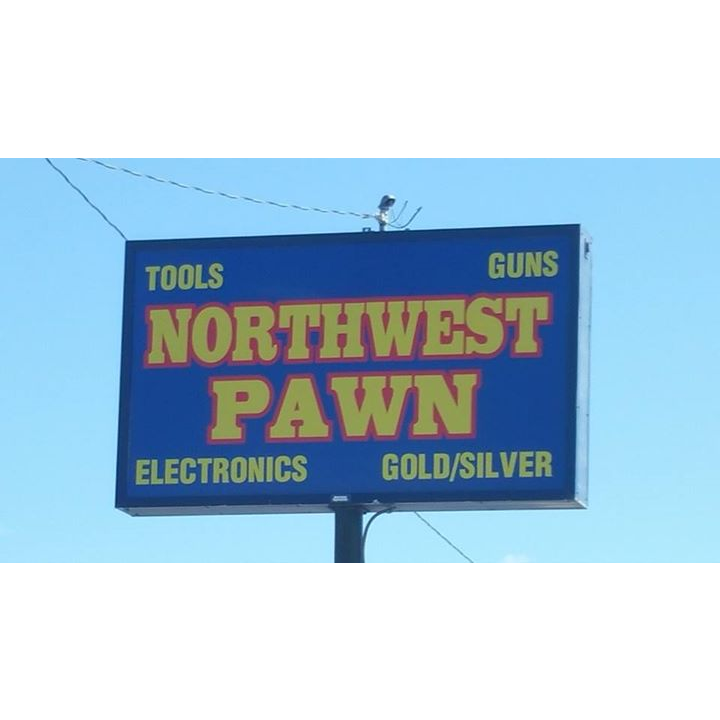 TOOLS GUNS
NORTHWEST
PAWN
ELECTRONICS GOLD/SILVER